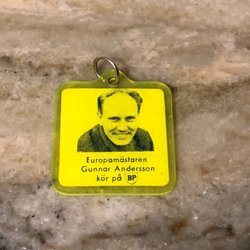 Europamästaren
Gunnar Andersson
kör på BP